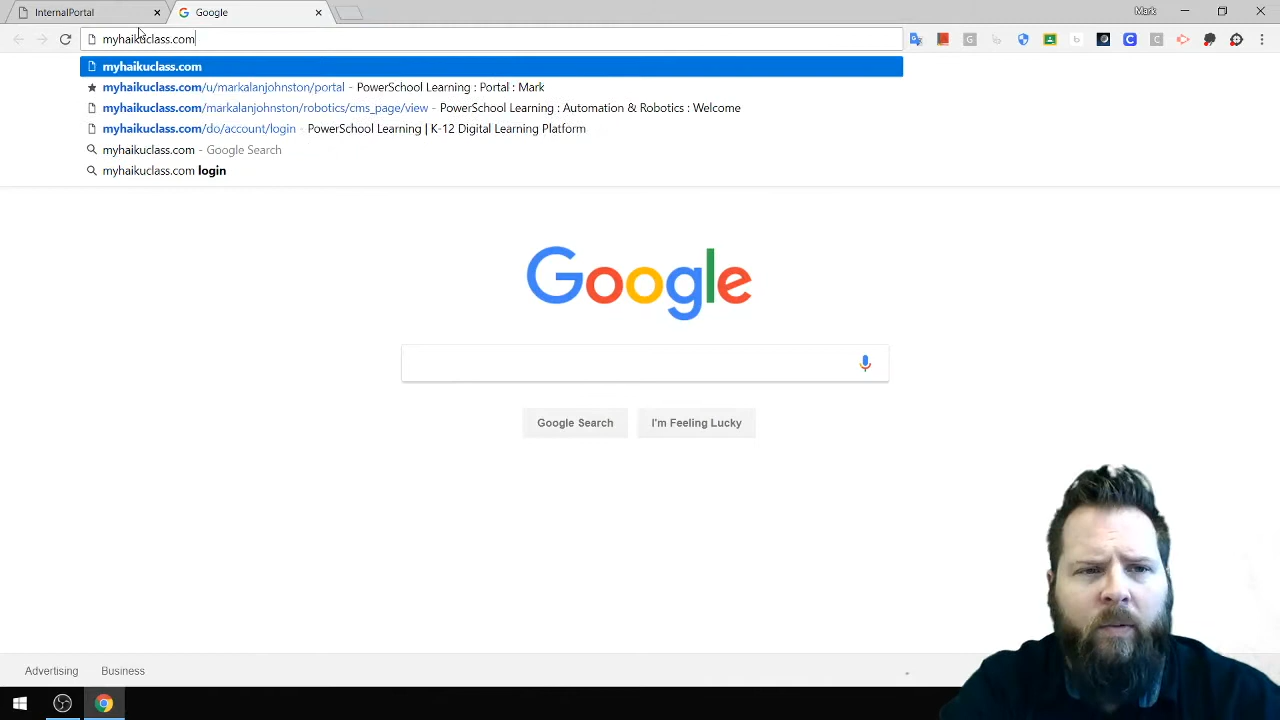 InternalPortal
Google
Mark
myhaikuclass.com
myhaikuclass.com
myhaikuclass.com/u/markalanjohnston/portal - PowerSchool Learning : Portal : Mark
myhaikuclass.com/markalanjohnston/robotics/cms_page/view - PowerSchool Learning : Automation & Robotics : Welcome
myhaikuclass.com/do/account/login - PowerSchool Learning | K-12 Digital Learning Platform
myhaikuclass.com - Google Search
myhaikuclass.com login
Google
Google Search
I'm Feeling Lucky
Advertising
Business